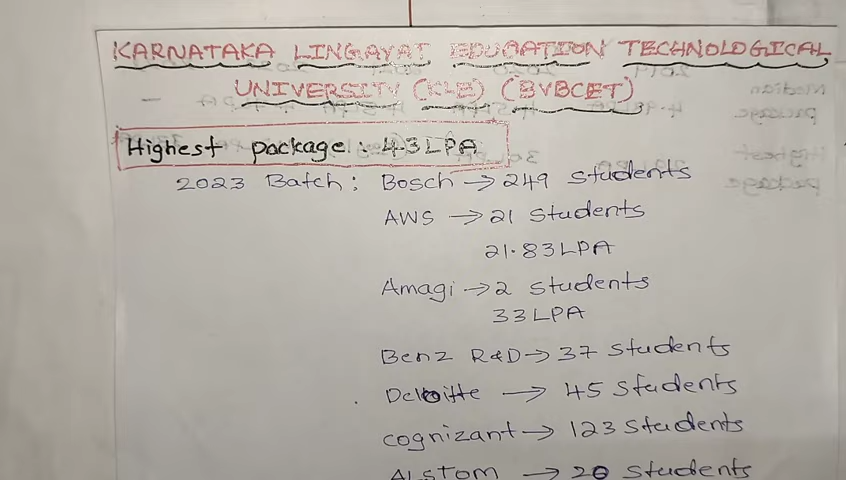 KARNATAKA LINGAYAT EDUCATION TECHNOLOGICAL
UNIVERSITY (KLE) (BVBCET)
Highest package: 43LPA
2023 Batch: Bosch → 249 students
AWS → 21 students
21.83LPA
Amagi → 2 students
33LPA
Benz R&D → 37 students
Deloitte → 45 students
cognizant → 123 students
ALSTOM → 20 students